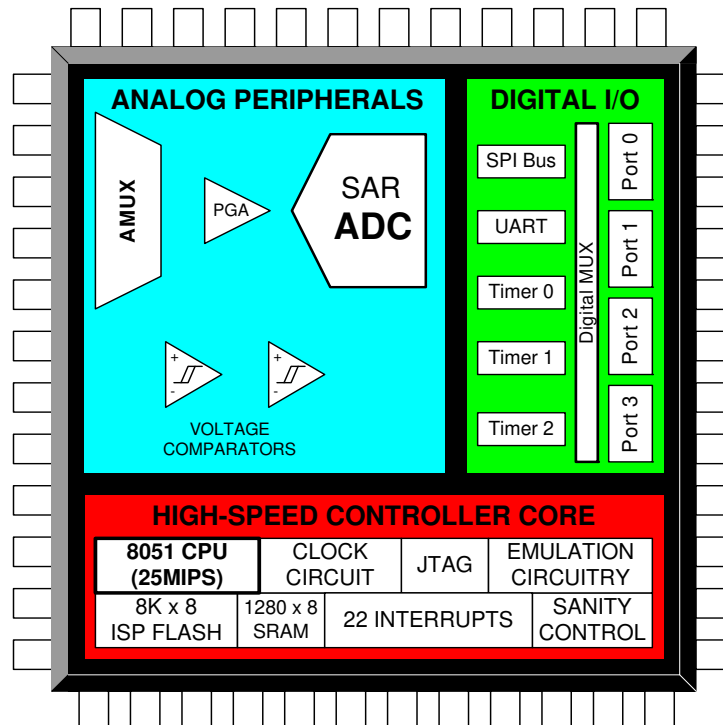 ANALOG PERIPHERALS
AMUX
PGA
SAR
ADC
+
-
+
-
VOLTAGE
COMPARATORS
DIGITAL I/O
SPI Bus
UART
Timer 0
Timer 1
Timer 2
Digital MUX
Port 0
Port 1
Port 2
Port 3
HIGH-SPEED CONTROLLER CORE
8051 CPU
(25MIPS)
CLOCK
CIRCUIT
JTAG
EMULATION
CIRCUITRY
8K x 8
ISP FLASH
1280 x 8
SRAM
22 INTERRUPTS
SANITY
CONTROL